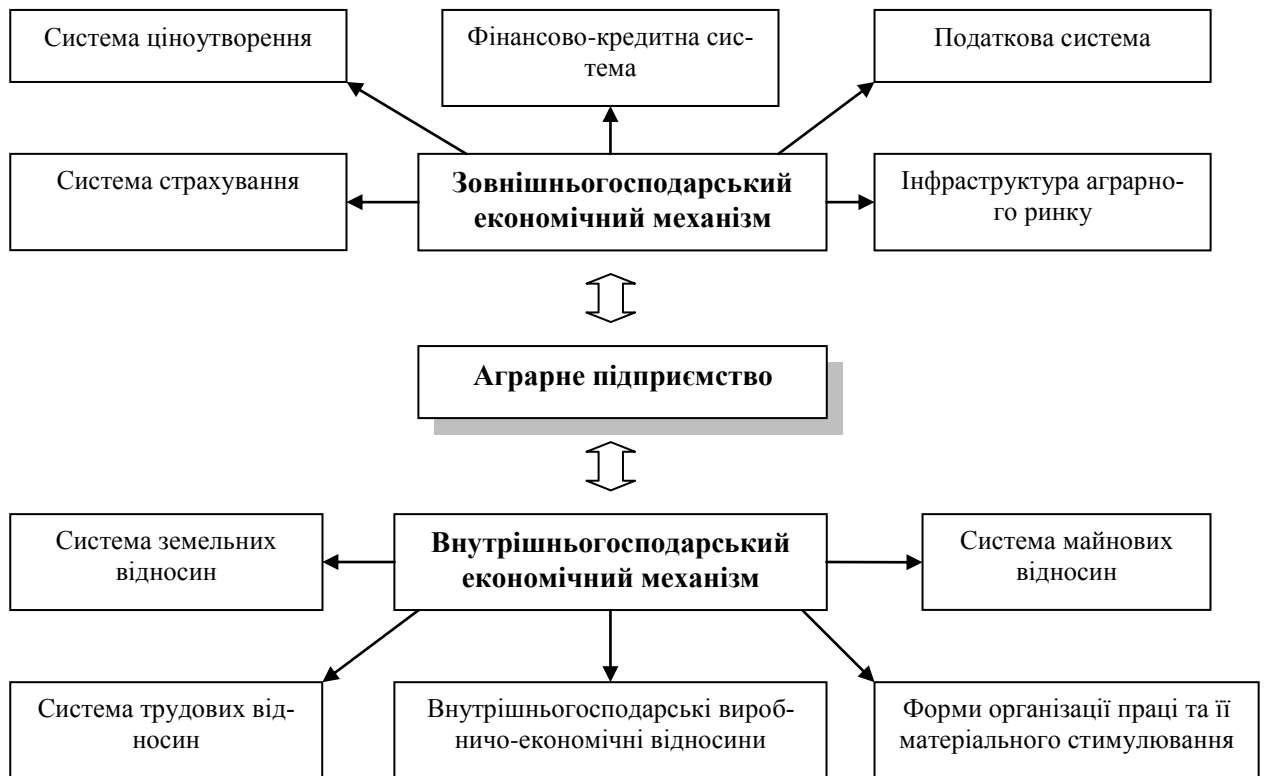 Система ціноутворення
Фінансово-кредитна сис-
тема
Податкова система
Система страхування
Зовнішньогосподарський
економічний механізм
Інфраструктура аграрно-
го ринку
Аграрне підприємство
Система земельних
відносин
Внутрішньогосподарський
економічний механізм
Система майнових
відносин
Система трудових від-
носин
Внутрішньогосподарські вироб-
ничо-економічні відносини
Форми організації праці та її
матеріального стимулювання